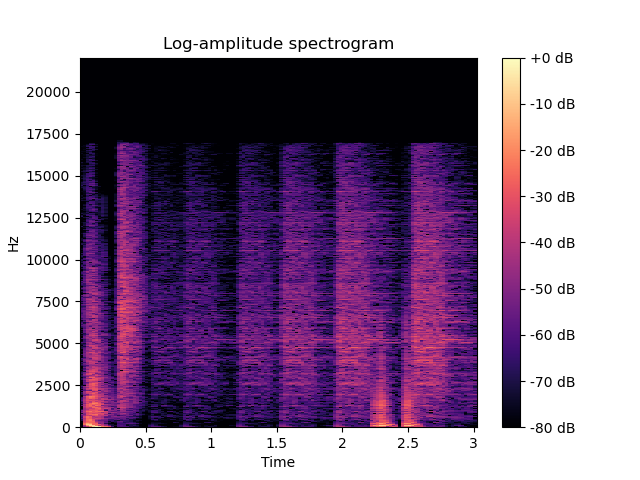 Log-amplitude spectrogram
Hz
20000
17500
15000
12500
10000
7500
5000
2500
0
0 0.5 1 1.5 2 2.5 3
Time
+0 dB
-10 dB
-20 dB
-30 dB
-40 dB
-50 dB
-60 dB
-70 dB
-80 dB